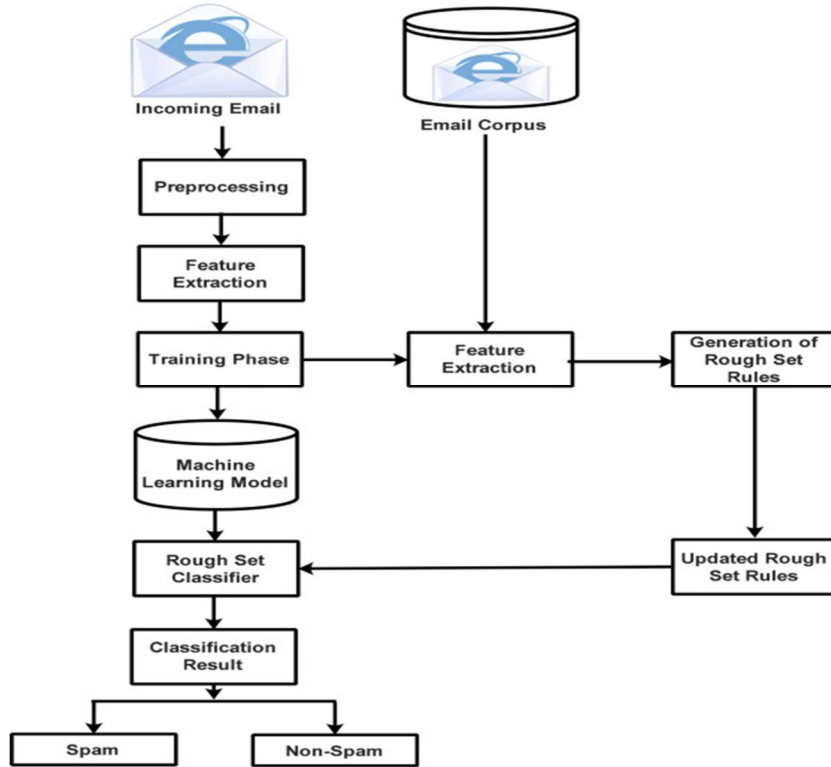 Incoming Email
Email Corpus
Preprocessing
Feature
Extraction
Training Phase
Feature
Extraction
Generation of
Rough Set
Rules
Machine
Learning Model
Rough Set
Classifier
Updated Rough
Set Rules
Classification
Result
Spam
Non-Spam